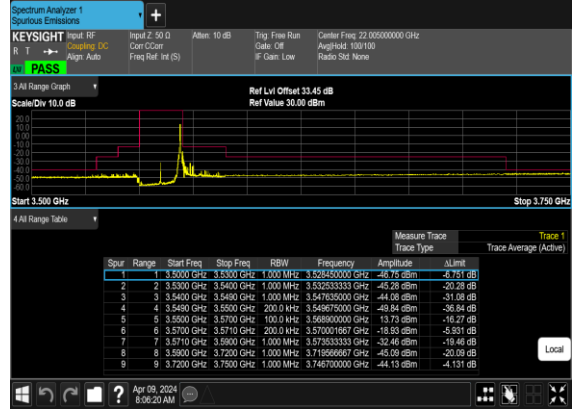 Spectrum Analyzer 1
Spurious Emissions
KEYSIGHT Input: RF Input Z: 50 Ω Atten: 10 dB Trig: Free Run Center Freq: 22.005000000 GHz
R T Coupling: DC Corr CCorr Gate: Off Avg|Hold: 100/100
Align: Auto Freq Ref: Int (S) IF Gain: Low Radio Std: None
PASS
3 All Range Graph
Ref Lvl Offset 33.45 dB
Scale/Div 10.0 dB Ref Value 30.00 dBm
20.0
10.0
0.00
-10.0
-20.0
-30.0
-40.0
-50.0
-60.0
Start 3.500 GHz Stop 3.750 GHz
4 All Range Table
Measure Trace Trace 1
Trace Type Trace Average (Active)
Spur Range Start Freq Stop Freq RBW Frequency Amplitude ΔLimit
1 1 3.5000 GHz 3.5300 GHz 1.000 MHz 3.528450000 GHz -46.75 dBm -6.751 dB
2 2 3.5300 GHz 3.5400 GHz 1.000 MHz 3.532533333 GHz -45.28 dBm -20.28 dB
3 3 3.5400 GHz 3.5490 GHz 1.000 MHz 3.547635000 GHz -44.08 dBm -31.08 dB
4 4 3.5490 GHz 3.5500 GHz 200.0 kHz 3.549675000 GHz -49.84 dBm -36.84 dB
5 5 3.5500 GHz 3.5700 GHz 100.0 kHz 3.568900000 GHz 13.73 dBm -16.27 dB
6 6 3.5700 GHz 3.5710 GHz 200.0 kHz 3.570001667 GHz -18.93 dBm -5.931 dB
7 7 3.5710 GHz 3.5900 GHz 1.000 MHz 3.573533333 GHz -32.46 dBm -19.46 dB
8 8 3.5900 GHz 3.7200 GHz 1.000 MHz 3.719566667 GHz -45.09 dBm -20.09 dB
9 9 3.7200 GHz 3.7500 GHz 1.000 MHz 3.746700000 GHz -44.13 dBm -4.131 dB
Local
? Apr 09, 2024
8:06:20 AM